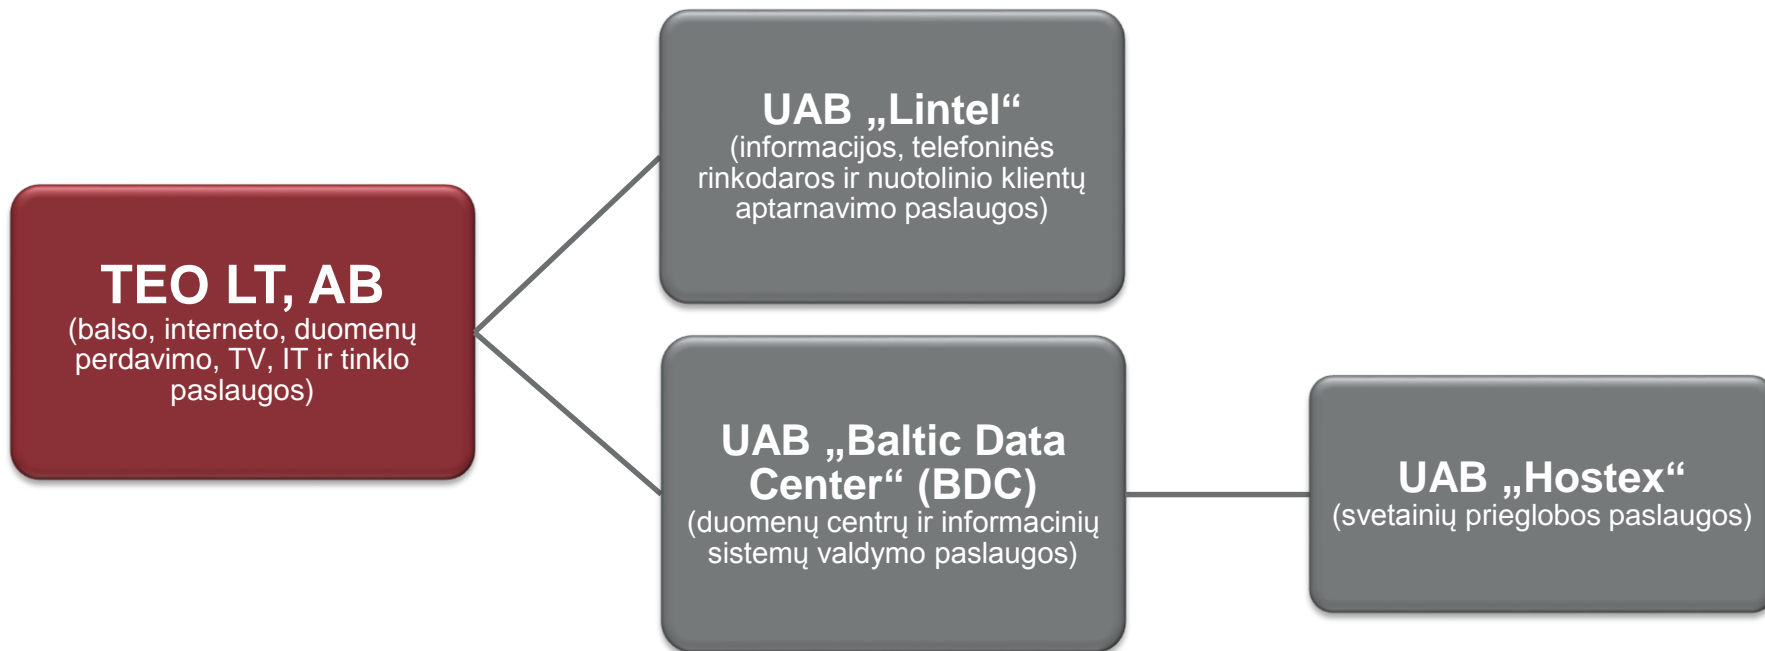 TEO LT, AB
(balso, interneto, duomenų
perdavimo, TV, IT ir tinklo
paslaugos)
UAB „Lintel“
(informacijos, telefoninės
rinkodaros ir nuotolinio klientų
aptarnavimo paslaugos)
UAB „Baltic Data
Center“ (BDC)
(duomenų centrų ir informacinių
sistemų valdymo paslaugos)
UAB „Hostex“
(svetainių prieglobos paslaugos)